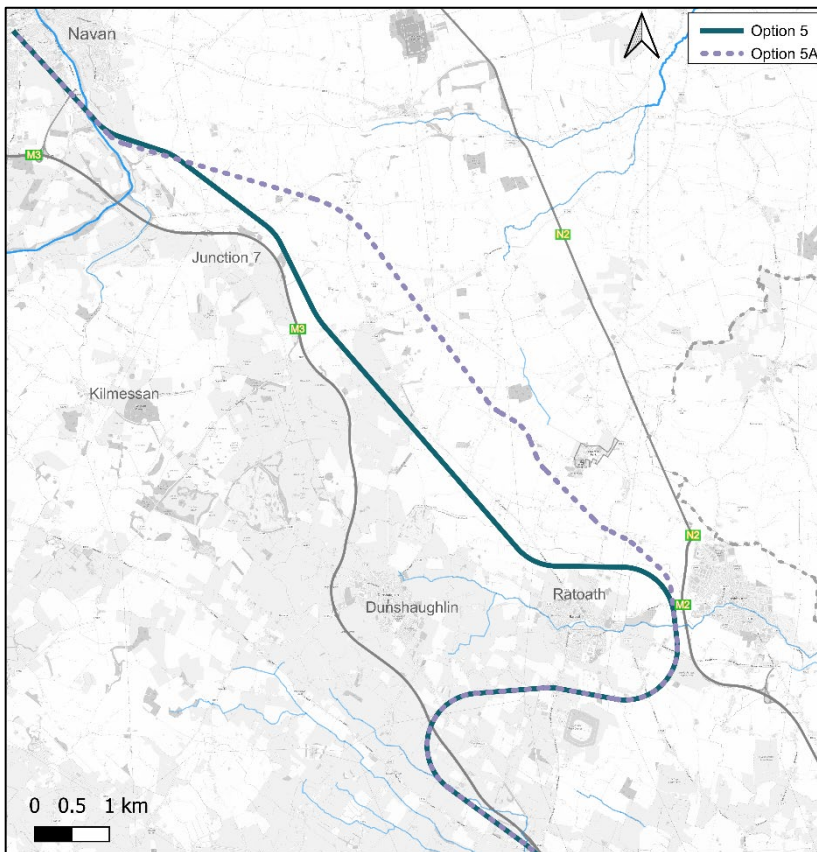 Navan
Option 5
Option 5A
M3
N2
Junction 7
M3
Kilmessan
N2
Dunshaughlin
Ratoath
M2
0 0.5 1 km